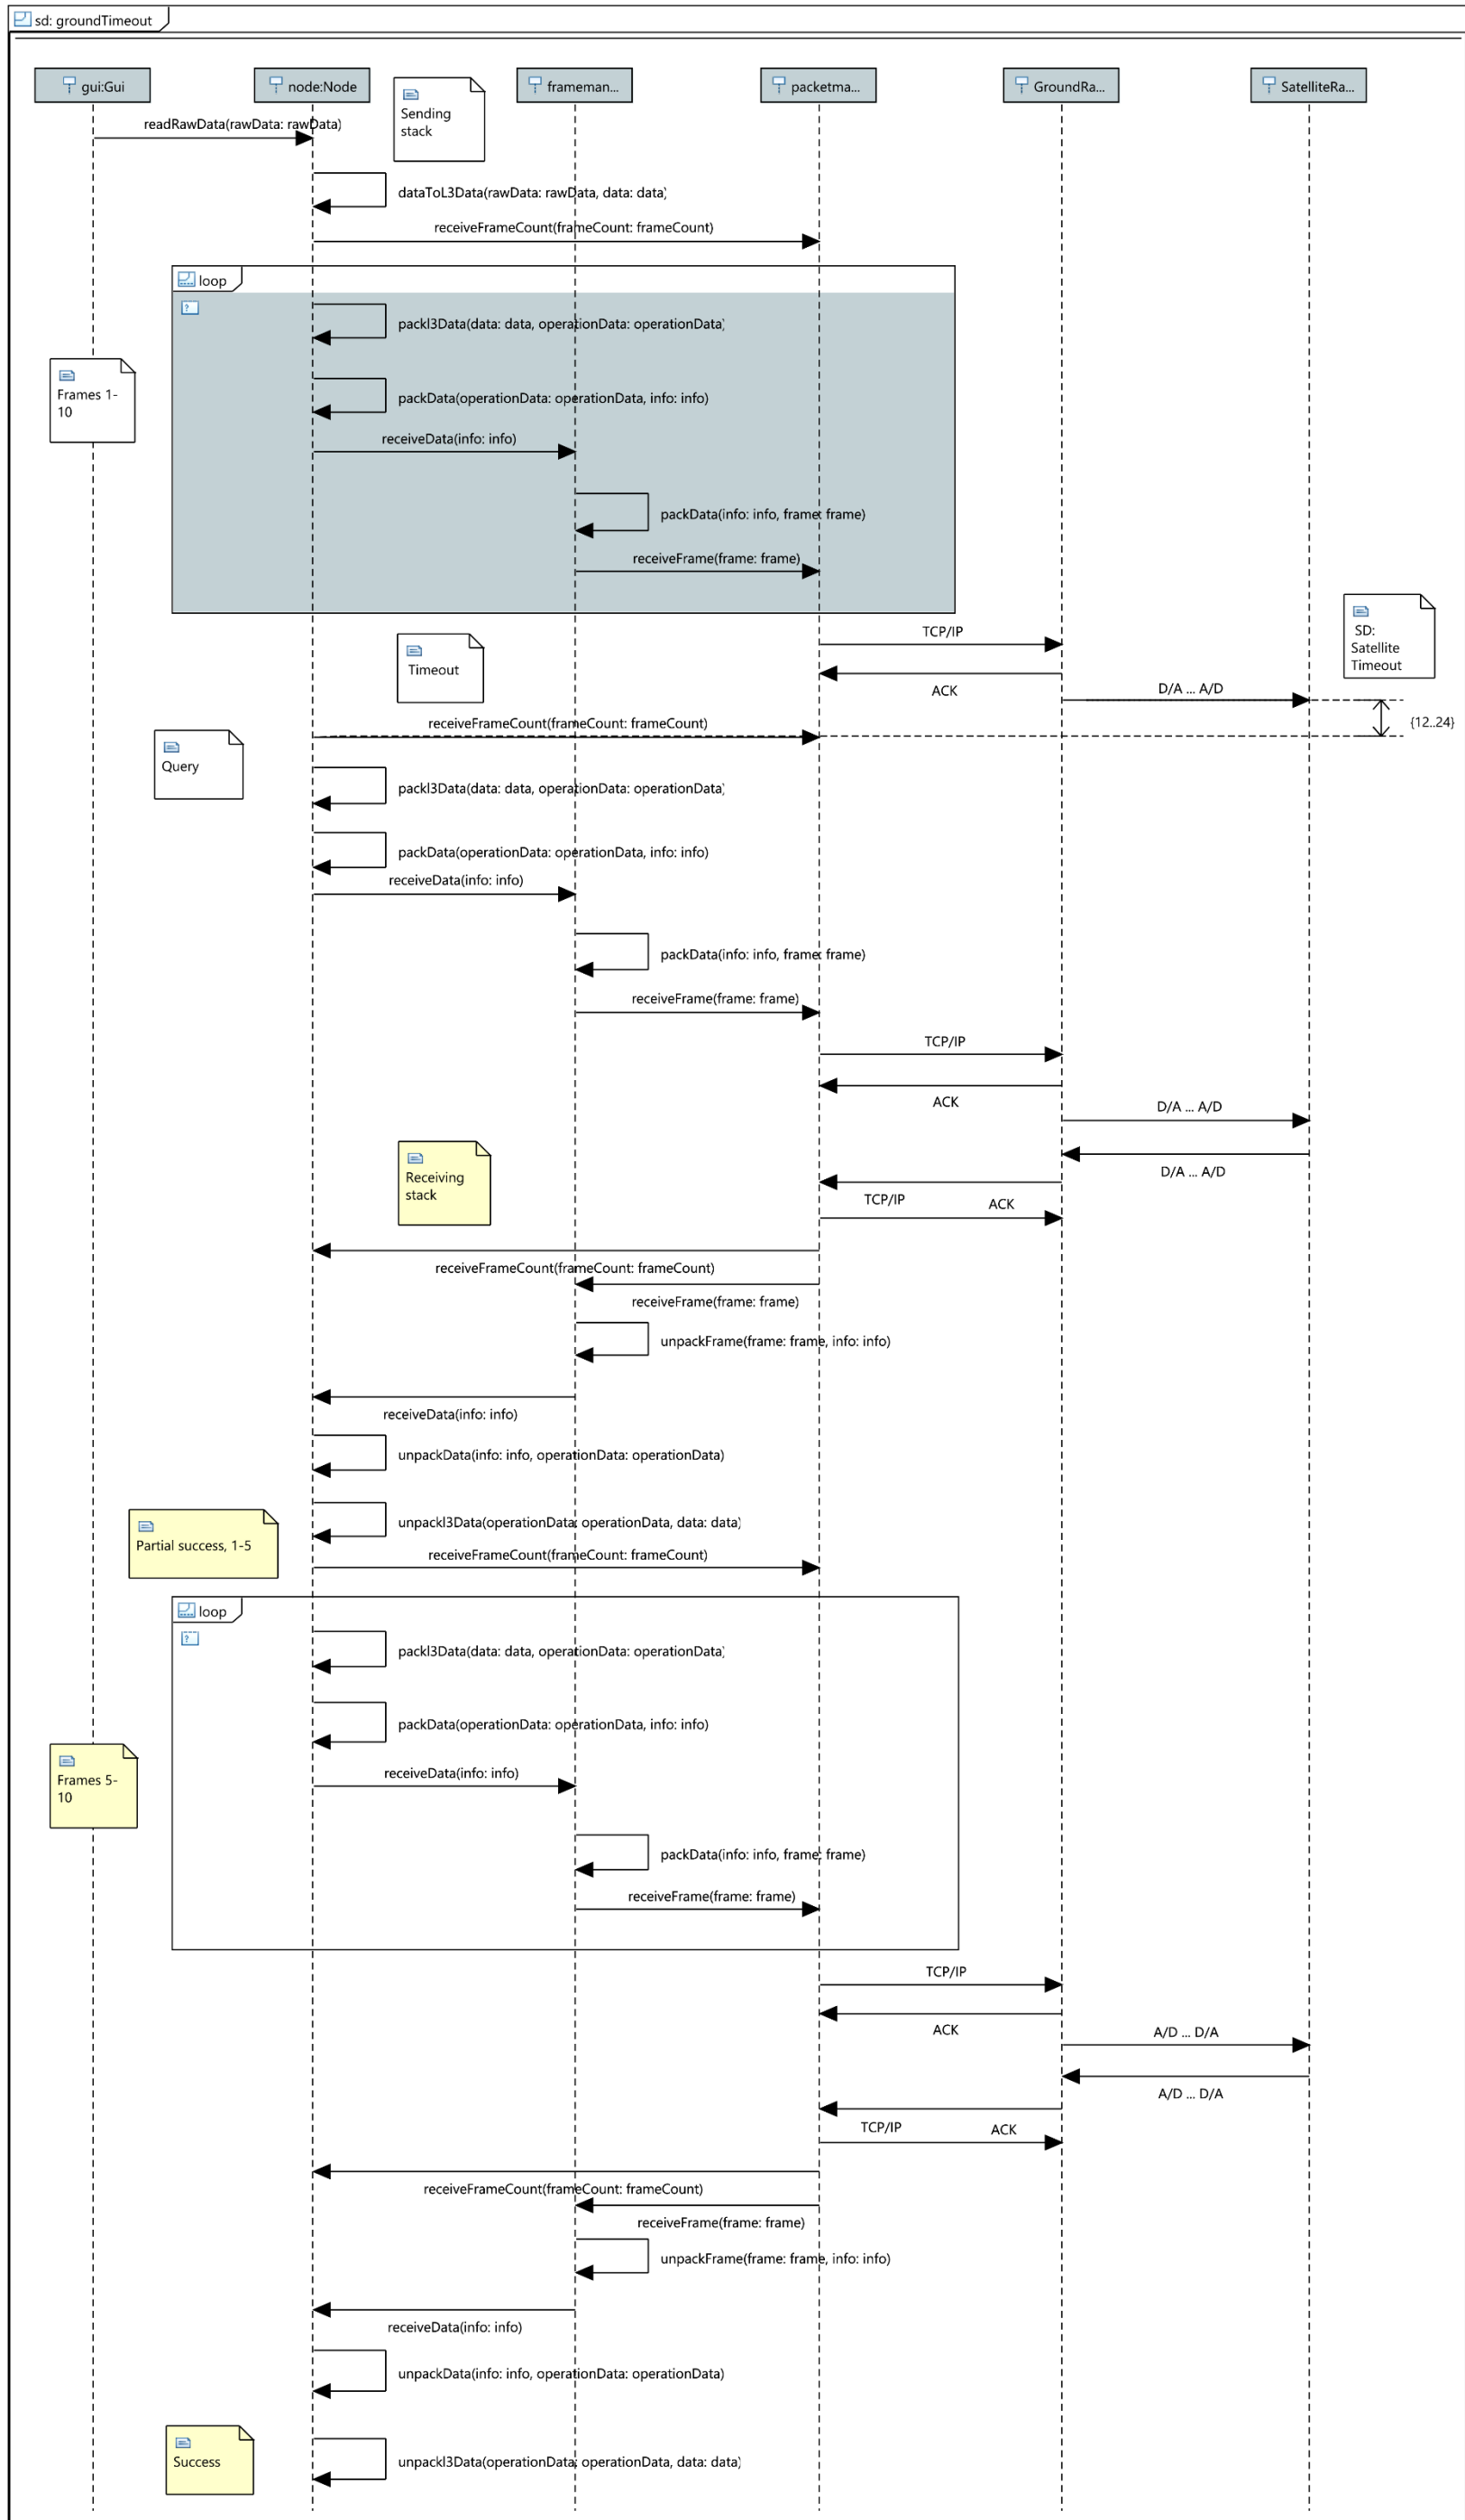 sd: groundTimeout
gui:Gui
node:Node
frameman...
packetma...
GroundRa...
SatelliteRa...
Sending
stack
readRawData(rawData: rawData)
dataToL3Data(rawData: rawData, data: data)
receiveFrameCount(frameCount: frameCount)
loop
?
packl3Data(data: data, operationData: operationData)
Frames 1-
10
packData(operationData: operationData, info: info)
receiveData(info: info)
packData(info: info, frame: frame)
receiveFrame(frame: frame)
SD:
Satellite
Timeout
TCP/IP
Timeout
ACK
D/A ... A/D
{12..24}
receiveFrameCount(frameCount: frameCount)
Query
packl3Data(data: data, operationData: operationData)
packData(operationData: operationData, info: info)
receiveData(info: info)
packData(info: info, frame: frame)
receiveFrame(frame: frame)
TCP/IP
ACK
D/A ... A/D
Receiving
stack
D/A ... A/D
TCP/IP
ACK
receiveFrameCount(frameCount: frameCount)
receiveFrame(frame: frame)
unpackFrame(frame: frame, info: info)
receiveData(info: info)
unpackData(info: info, operationData: operationData)
unpackl3Data(operationData: operationData, data: data)
Partial success, 1-5
receiveFrameCount(frameCount: frameCount)
loop
?
packl3Data(data: data, operationData: operationData)
packData(operationData: operationData, info: info)
Frames 5-
10
receiveData(info: info)
packData(info: info, frame: frame)
receiveFrame(frame: frame)
TCP/IP
ACK
A/D ... D/A
A/D ... D/A
TCP/IP
ACK
receiveFrameCount(frameCount: frameCount)
receiveFrame(frame: frame)
unpackFrame(frame: frame, info: info)
receiveData(info: info)
unpackData(info: info, operationData: operationData)
Success
unpackl3Data(operationData: operationData, data: data)